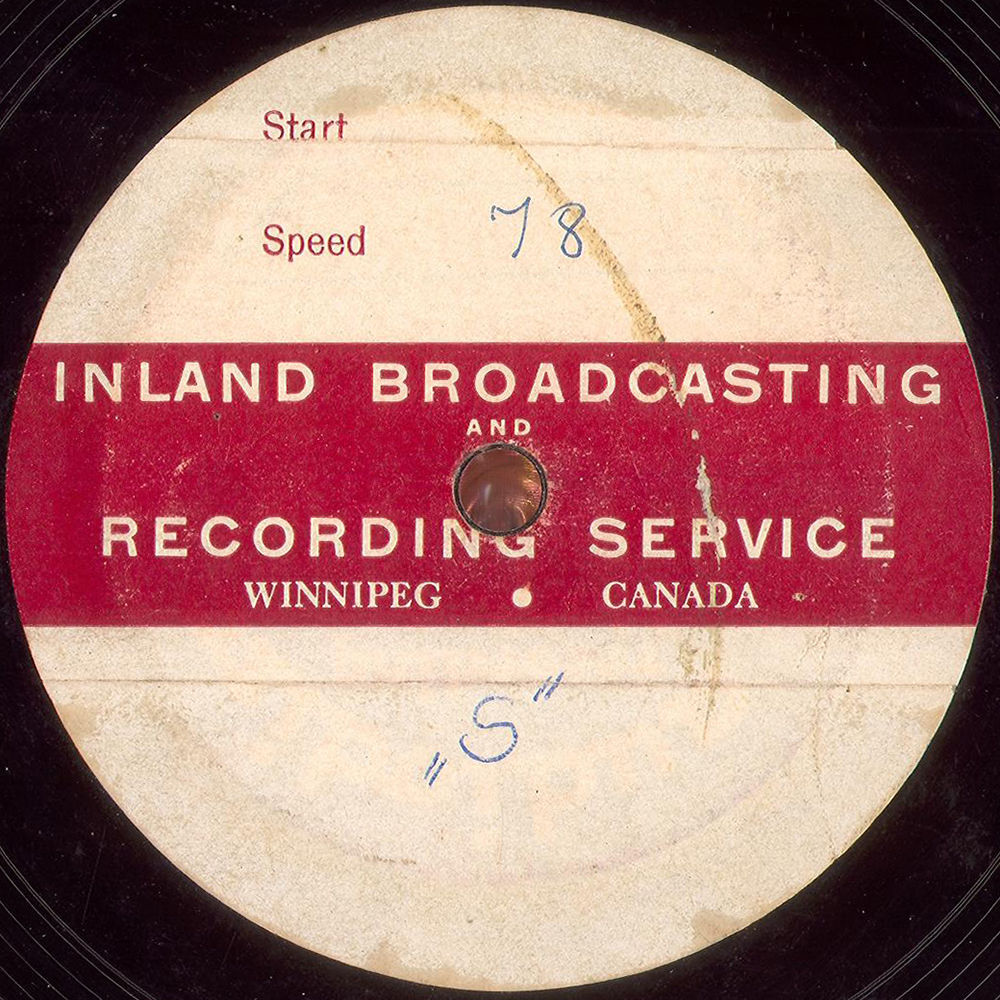 Start
Speed 78
INLAND BROADCASTING
AND
RECORDING SERVICE
WINNIPEG • CANADA
„S"